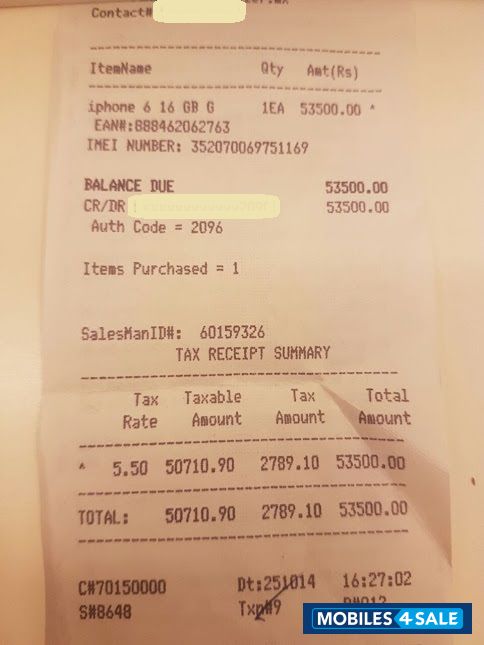 Contact#
ItemName Qty Amt(Rs)
iphone 6 16 GB G 1EA 53500.00 *
EAN#:888462062763
IMEI NUMBER: 352070069751169
BALANCE DUE 53500.00
CR/DR 53500.00
Auth Code = 2096
Items Purchased = 1
SalesManID#: 60159326
TAX RECEIPT SUMMARY
Tax Taxable Tax Total
Rate Amount Amount Amount
* 5.50 50710.90 2789.10 53500.00
TOTAL: 50710.90 2789.10 53500.00
C#70150000 Dt:251014 16:27:02
S#8648 Txn#9
MOBILES4SALE